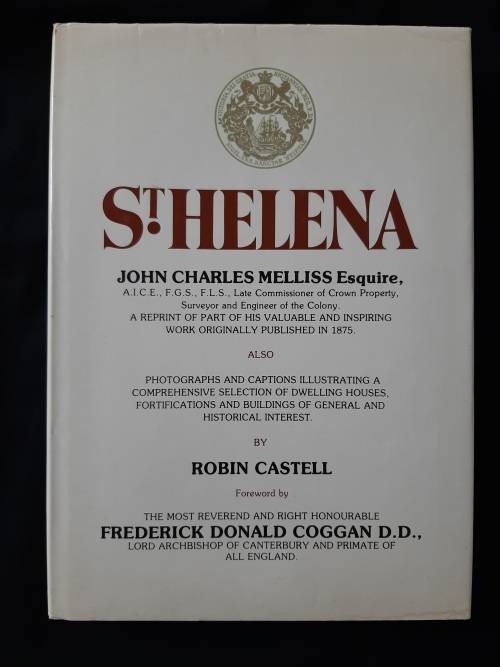 ST. HELENA
JOHN CHARLES MELLISS Esquire,
A.I.C.E., F.G.S., F.L.S., Late Commissioner of Crown Property,
Surveyor and Engineer of the Colony.
A REPRINT OF PART OF HIS VALUABLE AND INSPIRING
WORK ORIGINALLY PUBLISHED IN 1875.
ALSO
PHOTOGRAPHS AND CAPTIONS ILLUSTRATING A
COMPREHENSIVE SELECTION OF DWELLING HOUSES,
FORTIFICATIONS AND BUILDINGS OF GENERAL AND
HISTORICAL INTEREST.
BY
ROBIN CASTELL
Foreword by
THE MOST REVEREND AND RIGHT HONOURABLE
FREDERICK DONALD COGGAN D.D.,
LORD ARCHBISHOP OF CANTERBURY AND PRIMATE OF
ALL ENGLAND.